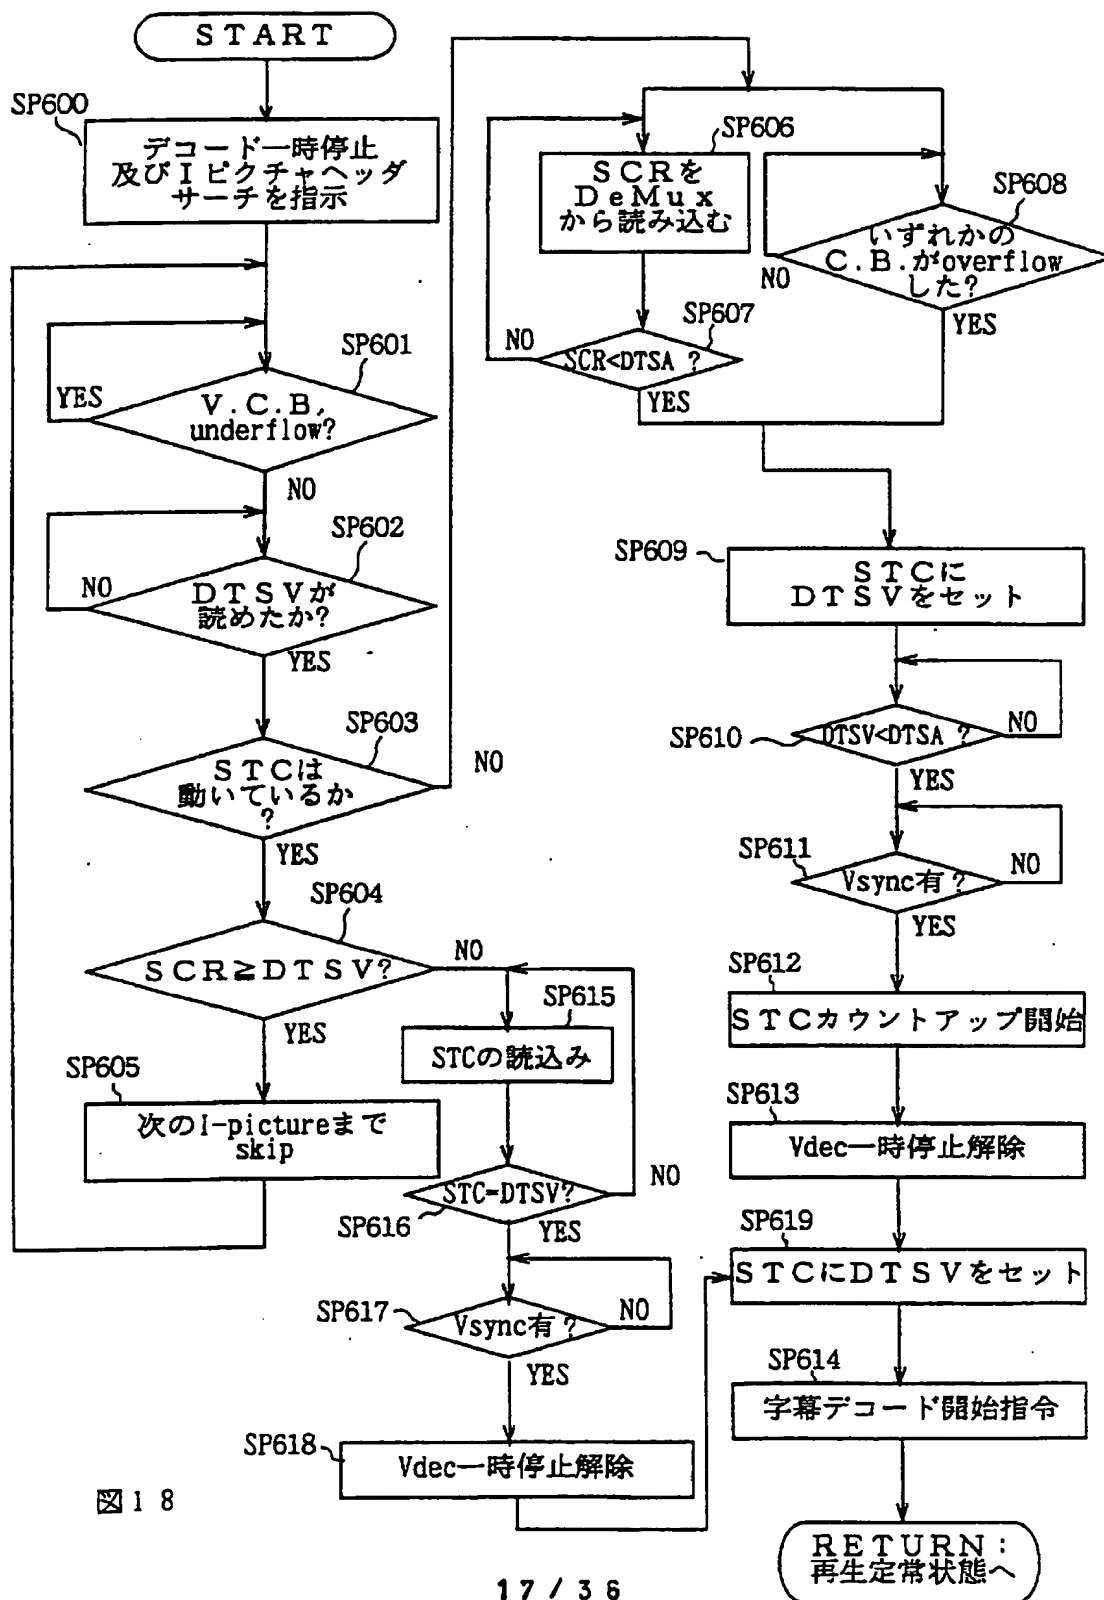 START
SP600
デコード一時停止
及びIピクチャヘッダ
サーチを指示
SP601
YES
V.C.B,
underflow?
NO
SP602
NO
DTSVが
読めたか?
YES
SP603
NO
STCは
動いているか
?
YES
SP604
NO
SCR≧DTSV?
YES
SP605
次のI-pictureまで
skip
SP615
STCの読込み
NO
STC=DTSV?
SP616
YES
SP617
Vsync有?
NO
YES
SP618
Vdec一時停止解除
SP606
SCRを
DeMux
から読み込む
SP607
NO
SCR<DTSA ?
YES
SP608
いずれかの
C.B.がoverflow
した?
NO
YES
SP609
STCに
DTSVをセット
SP610
DTSV<DTSA ?
NO
YES
SP611
Vsync有?
NO
YES
SP612
STCカウントアップ開始
SP613
Vdec一時停止解除
SP619
STCにDTSVをセット
SP614
字幕デコード開始指令
RETURN:
再生定常状態へ
図18
17/36